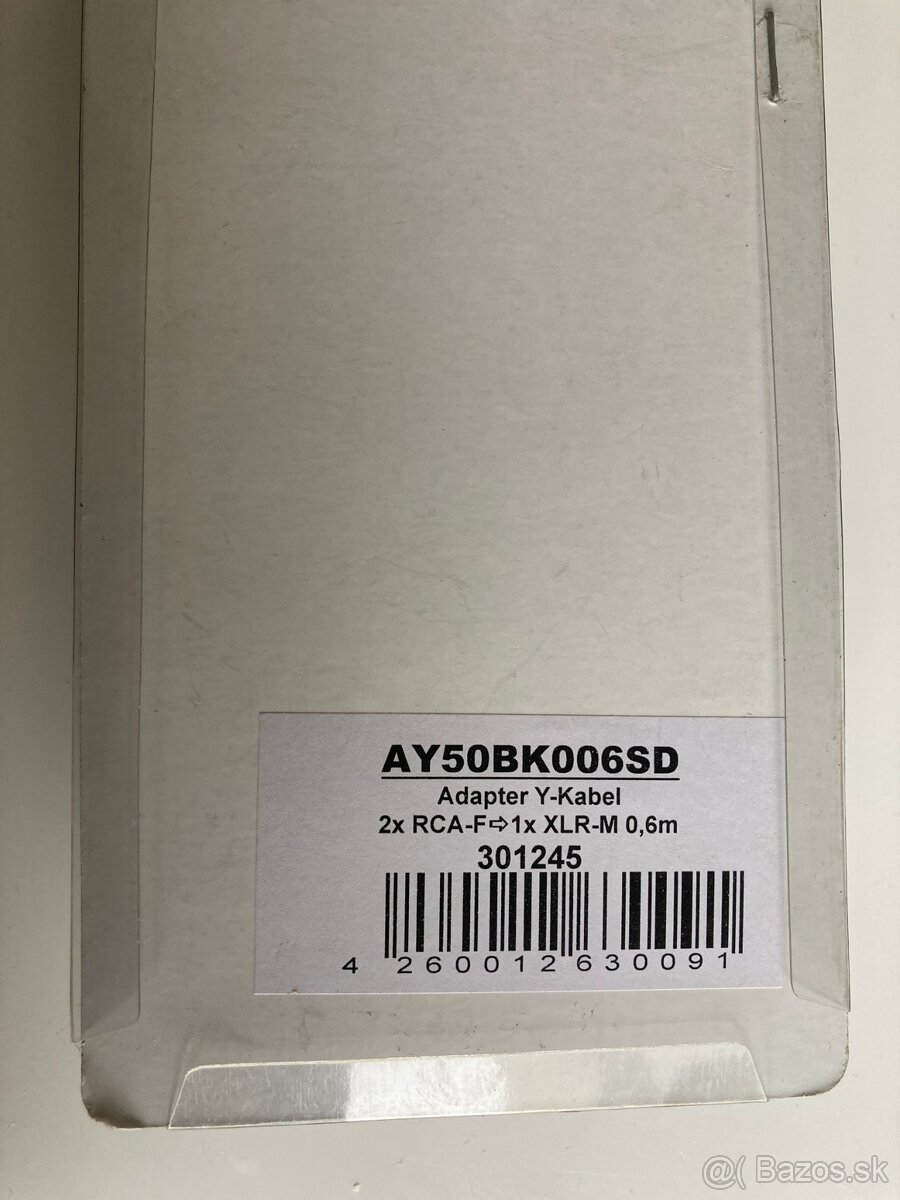 AY50BK006SD
Adapter Y-Kabel
2x RCA-F⇨1x XLR-M 0,6m
301245
4 260012 630091
@( Bazos.sk